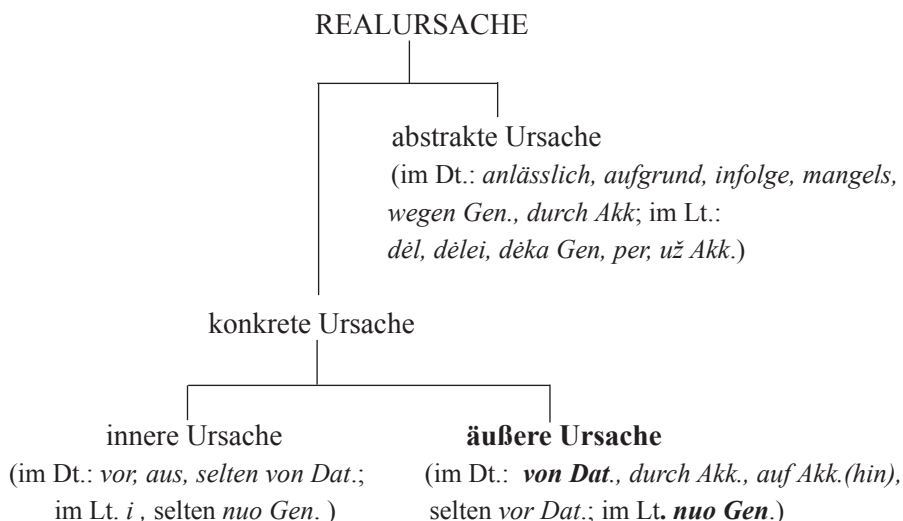 REALURSACHE
abstrakte Ursache
(im Dt.: anlässlich, aufgrund, infolge, mangels,
wegen Gen., durch Akk; im Lt.:
dėl, dėlei, dėka Gen, per, už Akk.)
konkrete Ursache
innere Ursache
(im Dt.: vor, aus, selten von Dat.;
im Lt. i , selten nuo Gen. )
äußere Ursache
(im Dt.: von Dat., durch Akk., auf Akk.(hin),
selten vor Dat.; im Lt. nuo Gen.)